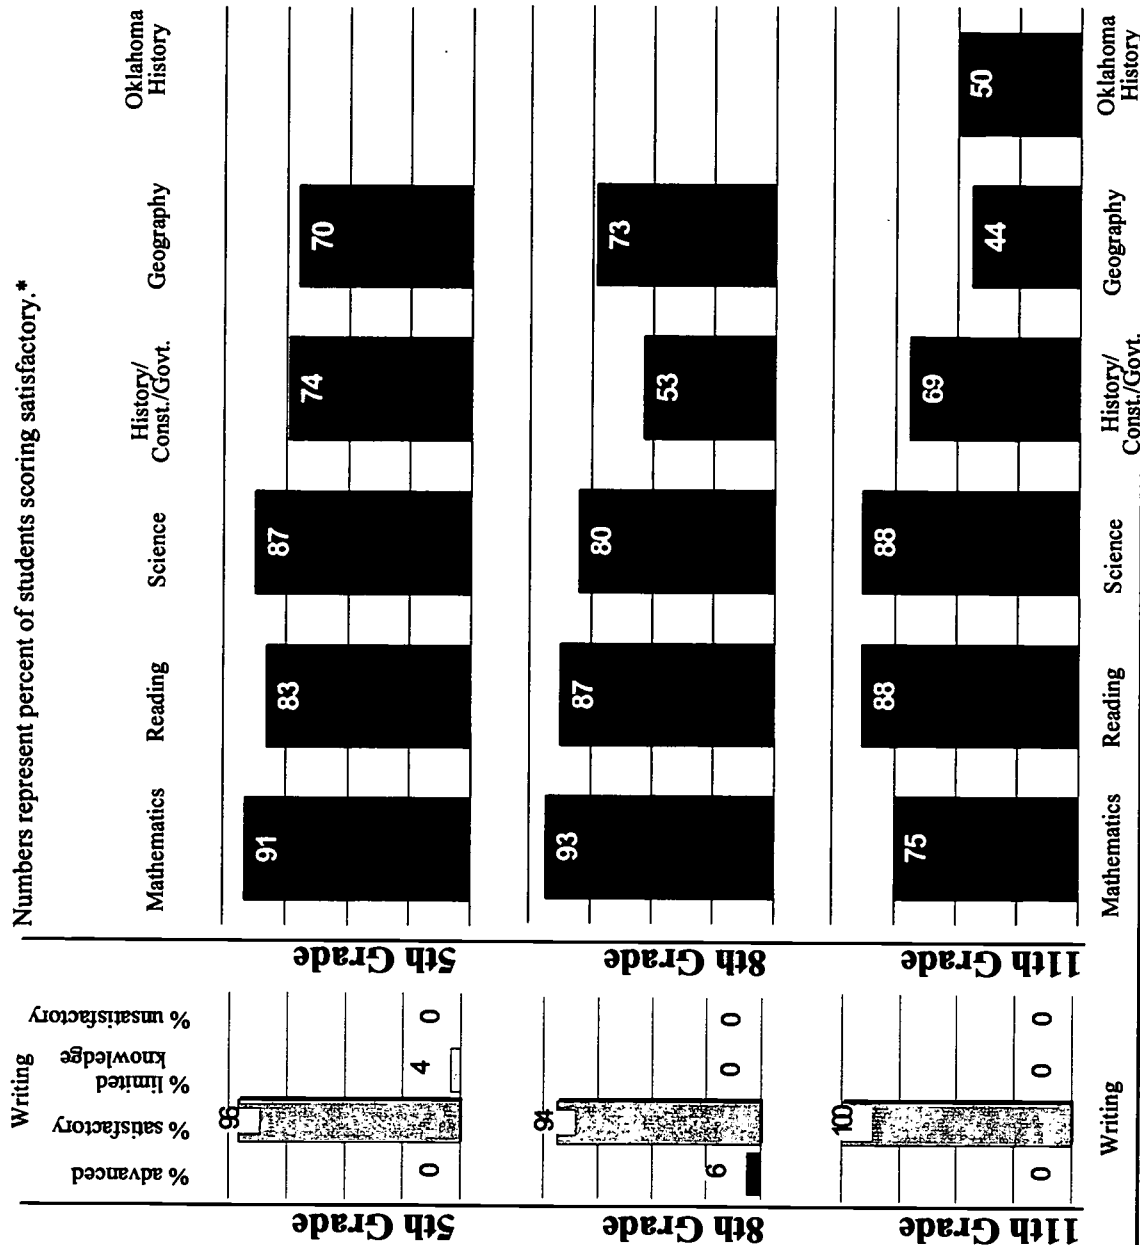 Numbers represent percent of students scoring satisfactory.*
Writing
% advanced
% satisfactory
% limited
knowledge
% unsatisfactory
Mathematics
Reading
Science
History/
Const./Govt.
Geography
Oklahoma
History
5th Grade
0
96
4
0
5th Grade
91
83
87
74
70
8th Grade
6
94
0
0
8th Grade
93
87
80
53
73
11th Grade
0
100
0
0
11th Grade
75
88
88
69
44
50
Writing
Mathematics
Reading
Science
History/
Const./Govt.
Geography
Oklahoma
History